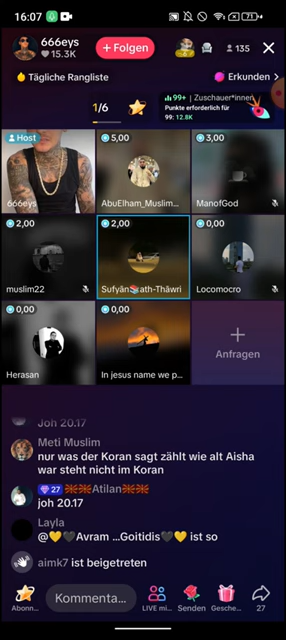 16:07
71
666eys
15.3K
+ Folgen
135
Tägliche Rangliste
Erkunden >
1/6
99+ | Zuschauer*innen
Punkte erforderlich für
99: 12.8K
Host
666eys
5,00
AbuElham_Muslim...
3,00
ManofGod
2,00
muslim22
2,00
Sufyân📚ath-Thâwri
0,00
Locomocro
0,00
Herasan
0,00
In jesus name we p...
+
Anfragen
Joh 20.17
Meti Muslim
nur was der Koran sagt zählt wie alt Aisha
war steht nicht im Koran
27 Atilan
joh 20.17
Layla
@💛🖤Avram ...Goitidis🖤💛 ist so
aimk7 ist beigetreten
Abonn...
Kommenta...
LIVE mi...
Senden
Gesche...
27